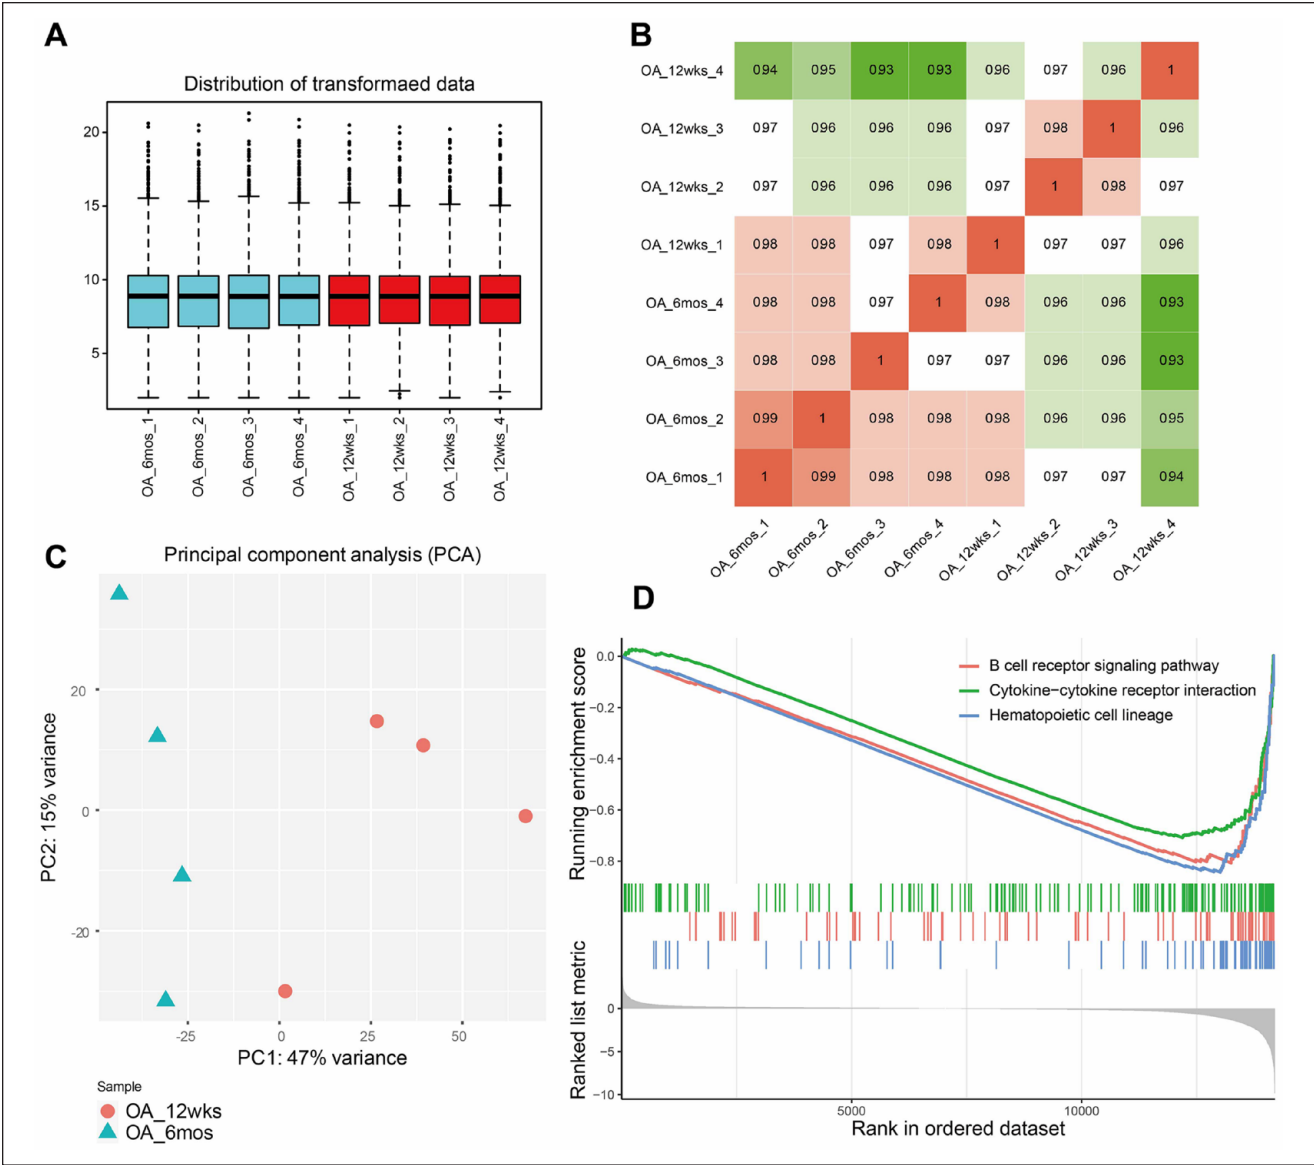 A
Distribution of transformaed data
20
15
10
5
OA_6mos_1
OA_6mos_2
OA_6mos_3
OA_6mos_4
OA_12wks_1
OA_12wks_2
OA_12wks_3
OA_12wks_4
B
OA_12wks_4 094 095 093 093 096 097 096 1
OA_12wks_3 097 096 096 096 097 098 1 096
OA_12wks_2 097 096 096 096 097 1 098 097
OA_12wks_1 098 098 097 098 1 097 097 096
OA_6mos_4 098 098 097 1 098 096 096 093
OA_6mos_3 098 098 1 097 097 096 096 093
OA_6mos_2 099 1 098 098 098 096 096 095
OA_6mos_1 1 099 098 098 098 097 097 094
OA_6mos_1
OA_6mos_2
OA_6mos_3
OA_6mos_4
OA_12wks_1
OA_12wks_2
OA_12wks_3
OA_12wks_4
C
Principal component analysis (PCA)
PC2: 15% variance
20
0
-20
-25 0 25 50
PC1: 47% variance
Sample
OA_12wks
OA_6mos
D
Running enrichment score
0.0
−0.2
−0.4
−0.6
−0.8
B cell receptor signaling pathway
Cytokine−cytokine receptor interaction
Hematopoietic cell lineage
Ranked list metric
0
−5
−10
5000 10000
Rank in ordered dataset